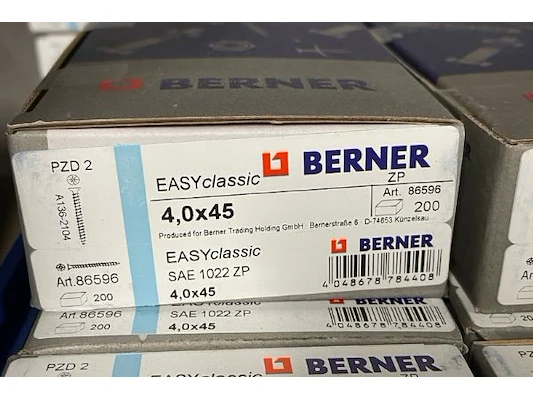 BERNER
PZD 2
A136-2104
EASYclassic BERNER
ZP
4,0x45
Art. 86596
200
Produced for Berner Trading Holding GmbH · Bernerstraße 6 · D-74653 Künzelsau
Art.86596
200
EASYclassic
SAE 1022 ZP
4,0x45
BERNER
4 048678 784408
Art.86596
200
SAE 1022 ZP
4,0x45
4 048678 784408
PZD 2
EASYclassic BERNER
ZP